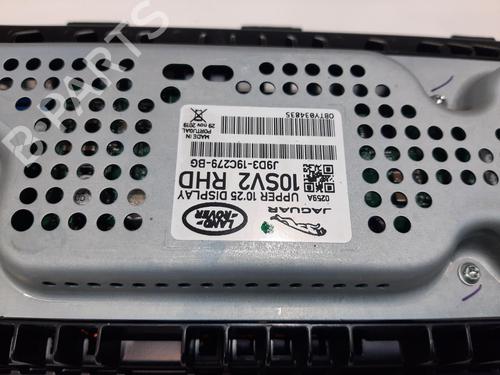 JAGUAR
LAND
ROVER
0259A
UPPER 10'25 DISPLAY
10SV2 RHD
J9D3-19C279-BG
MADE IN
PORTUGAL
29 nov 2019
OBTY034835
B PARTS